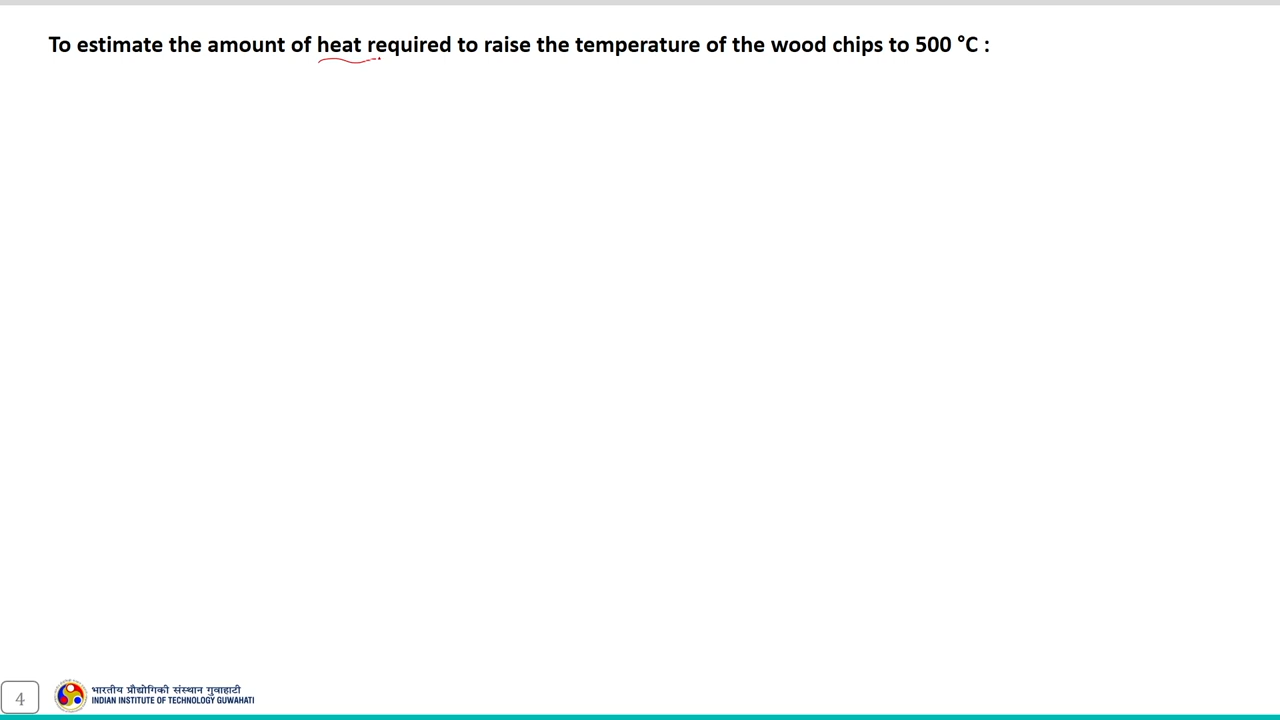 To estimate the amount of heat required to raise the temperature of the wood chips to 500 °C :
4
भारतीय प्रौद्योगिकी संस्थान गुवाहाटी
INDIAN INSTITUTE OF TECHNOLOGY GUWAHATI